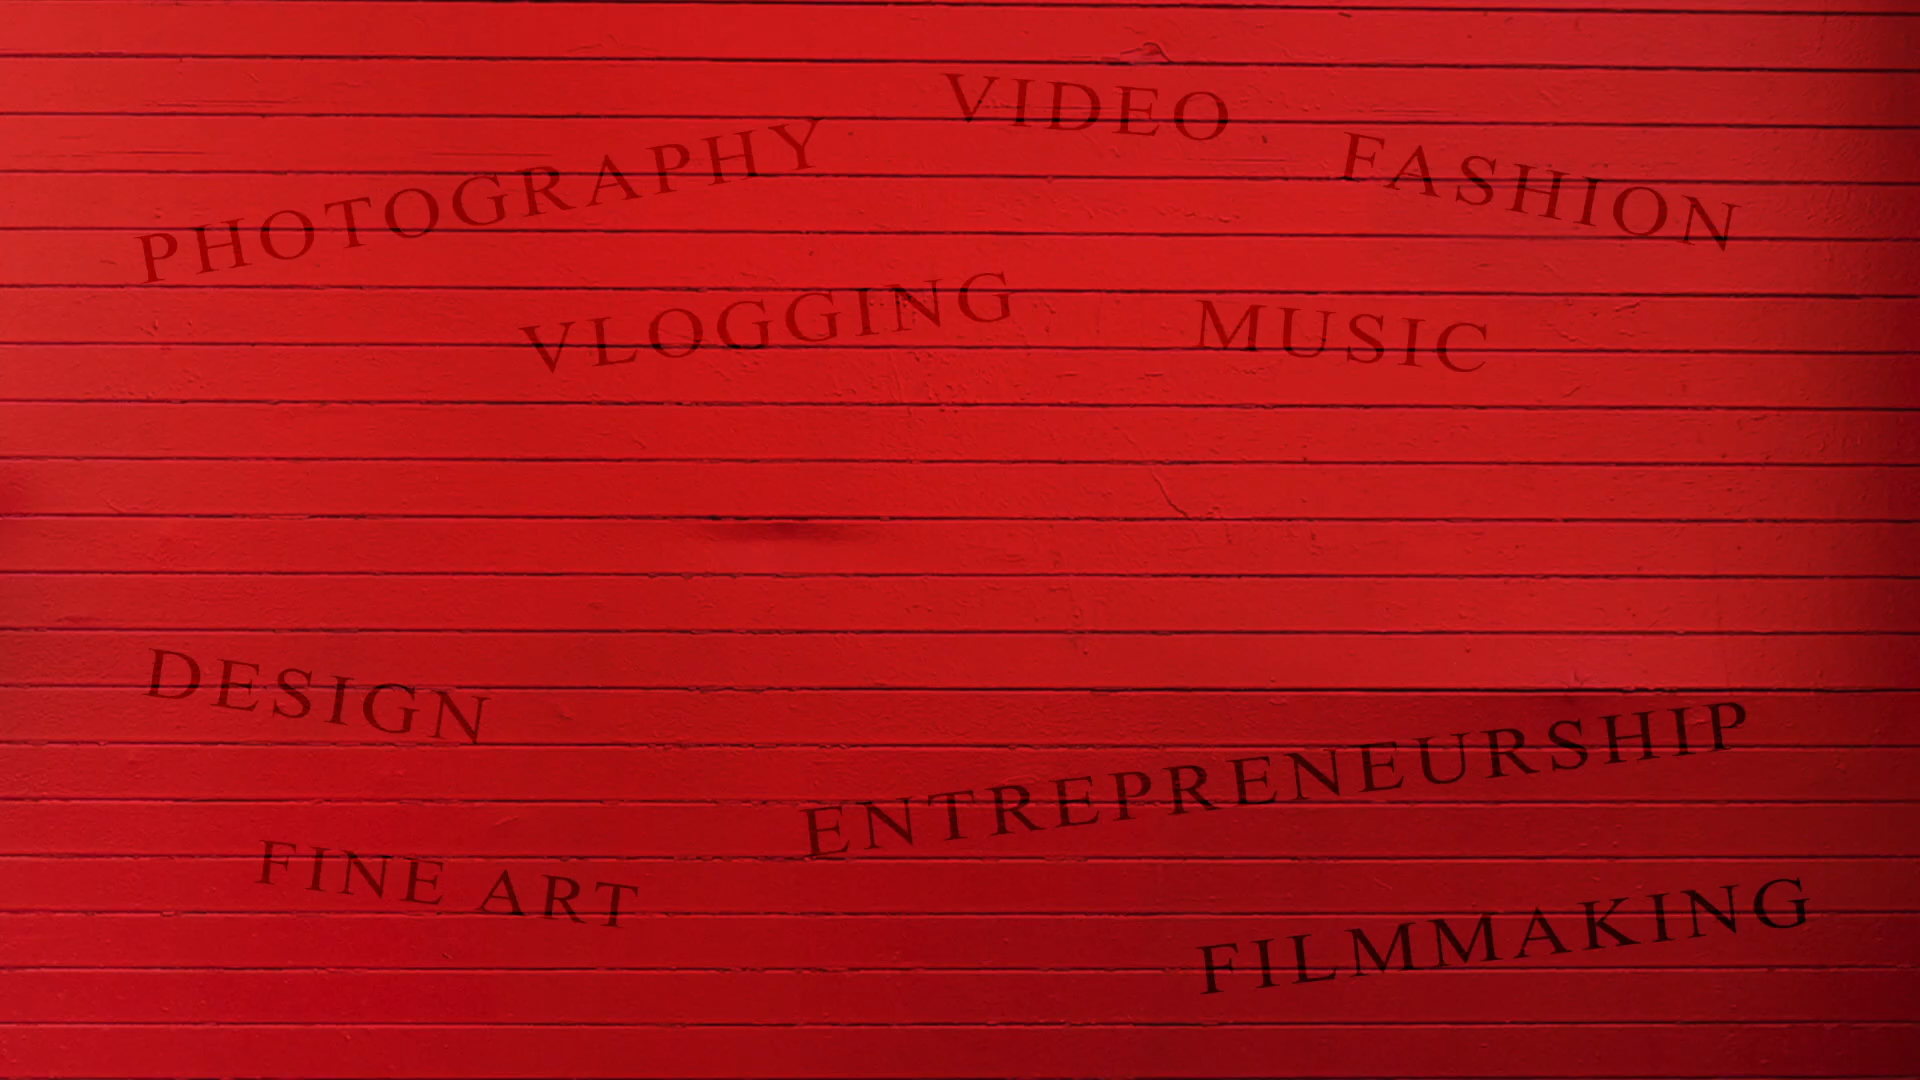 VIDEO
PHOTOGRAPHY
FASHION
VLOGGING
MUSIC
DESIGN
ENTREPRENEURSHIP
FINE ART
FILMMAKING